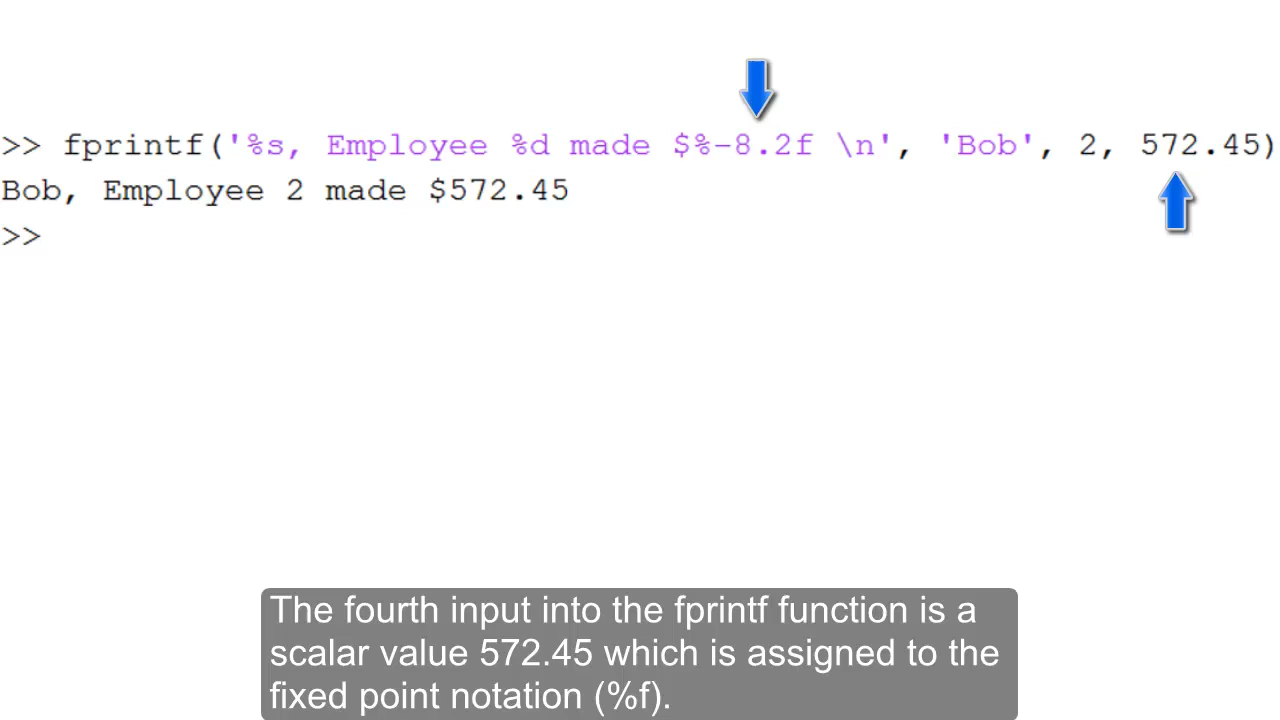 >> fprintf('%s, Employee %d made $%-8.2f \n', 'Bob', 2, 572.45)
Bob, Employee 2 made $572.45
>>
The fourth input into the fprintf function is a
scalar value 572.45 which is assigned to the
fixed point notation (%f).